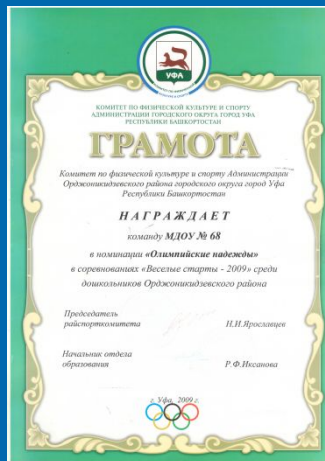 УФА
КОМИТЕТ ПО ФИЗИЧЕСКОЙ КУЛЬТУРЕ И СПОРТУ
АДМИНИСТРАЦИИ ГОРОДСКОГО ОКРУГА ГОРОД УФА
РЕСПУБЛИКИ БАШКОРТОСТАН
ГРАМОТА
Комитет по физической культуре и спорту Администрации
Орджоникидзевского района городского округа город Уфа
Республики Башкортостан
НАГРАЖДАЕТ
команду МДОУ № 68
в номинации «Олимпийские надежды»
в соревнованиях «Веселые старты - 2009» среди
дошкольников Орджоникидзевского района
Председатель
райспорткомитета И.И.Ярославцев
Начальник отдела
образования Р.Ф.Иксанова
г. Уфа, 2009 г.